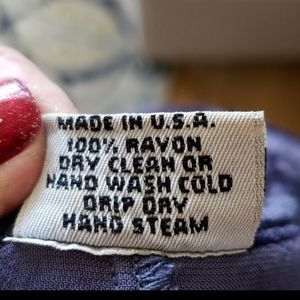 MADE IN U.S.A.
100% RAYON
DRY CLEAN OR
HAND WASH COLD
DRIP DRY
HAND STEAM